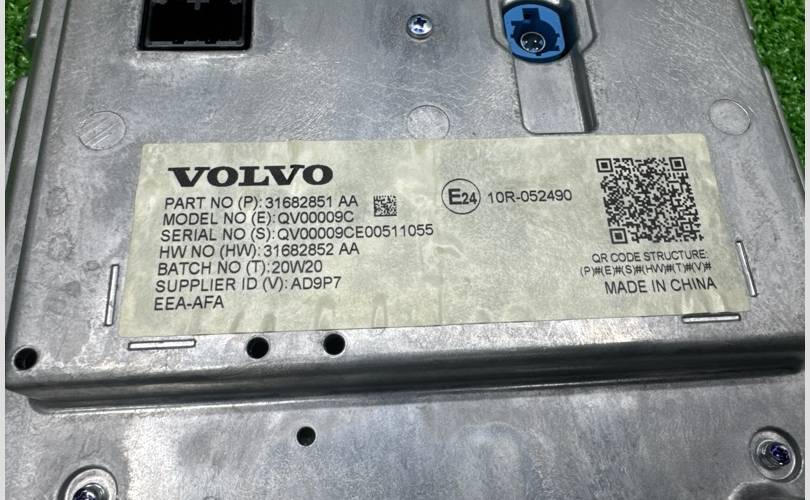 VOLVO
PART NO (P): 31682851 AA
MODEL NO (E): QV00009C
SERIAL NO (S): QV00009CE00511055
HW NO (HW): 31682852 AA
BATCH NO (T): 20W20
SUPPLIER ID (V): AD9P7
EEA-AFA
E24 10R-052490
QR CODE STRUCTURE:
(P)#(E)#(S)#(HW)#(T)#(V)#
MADE IN CHINA